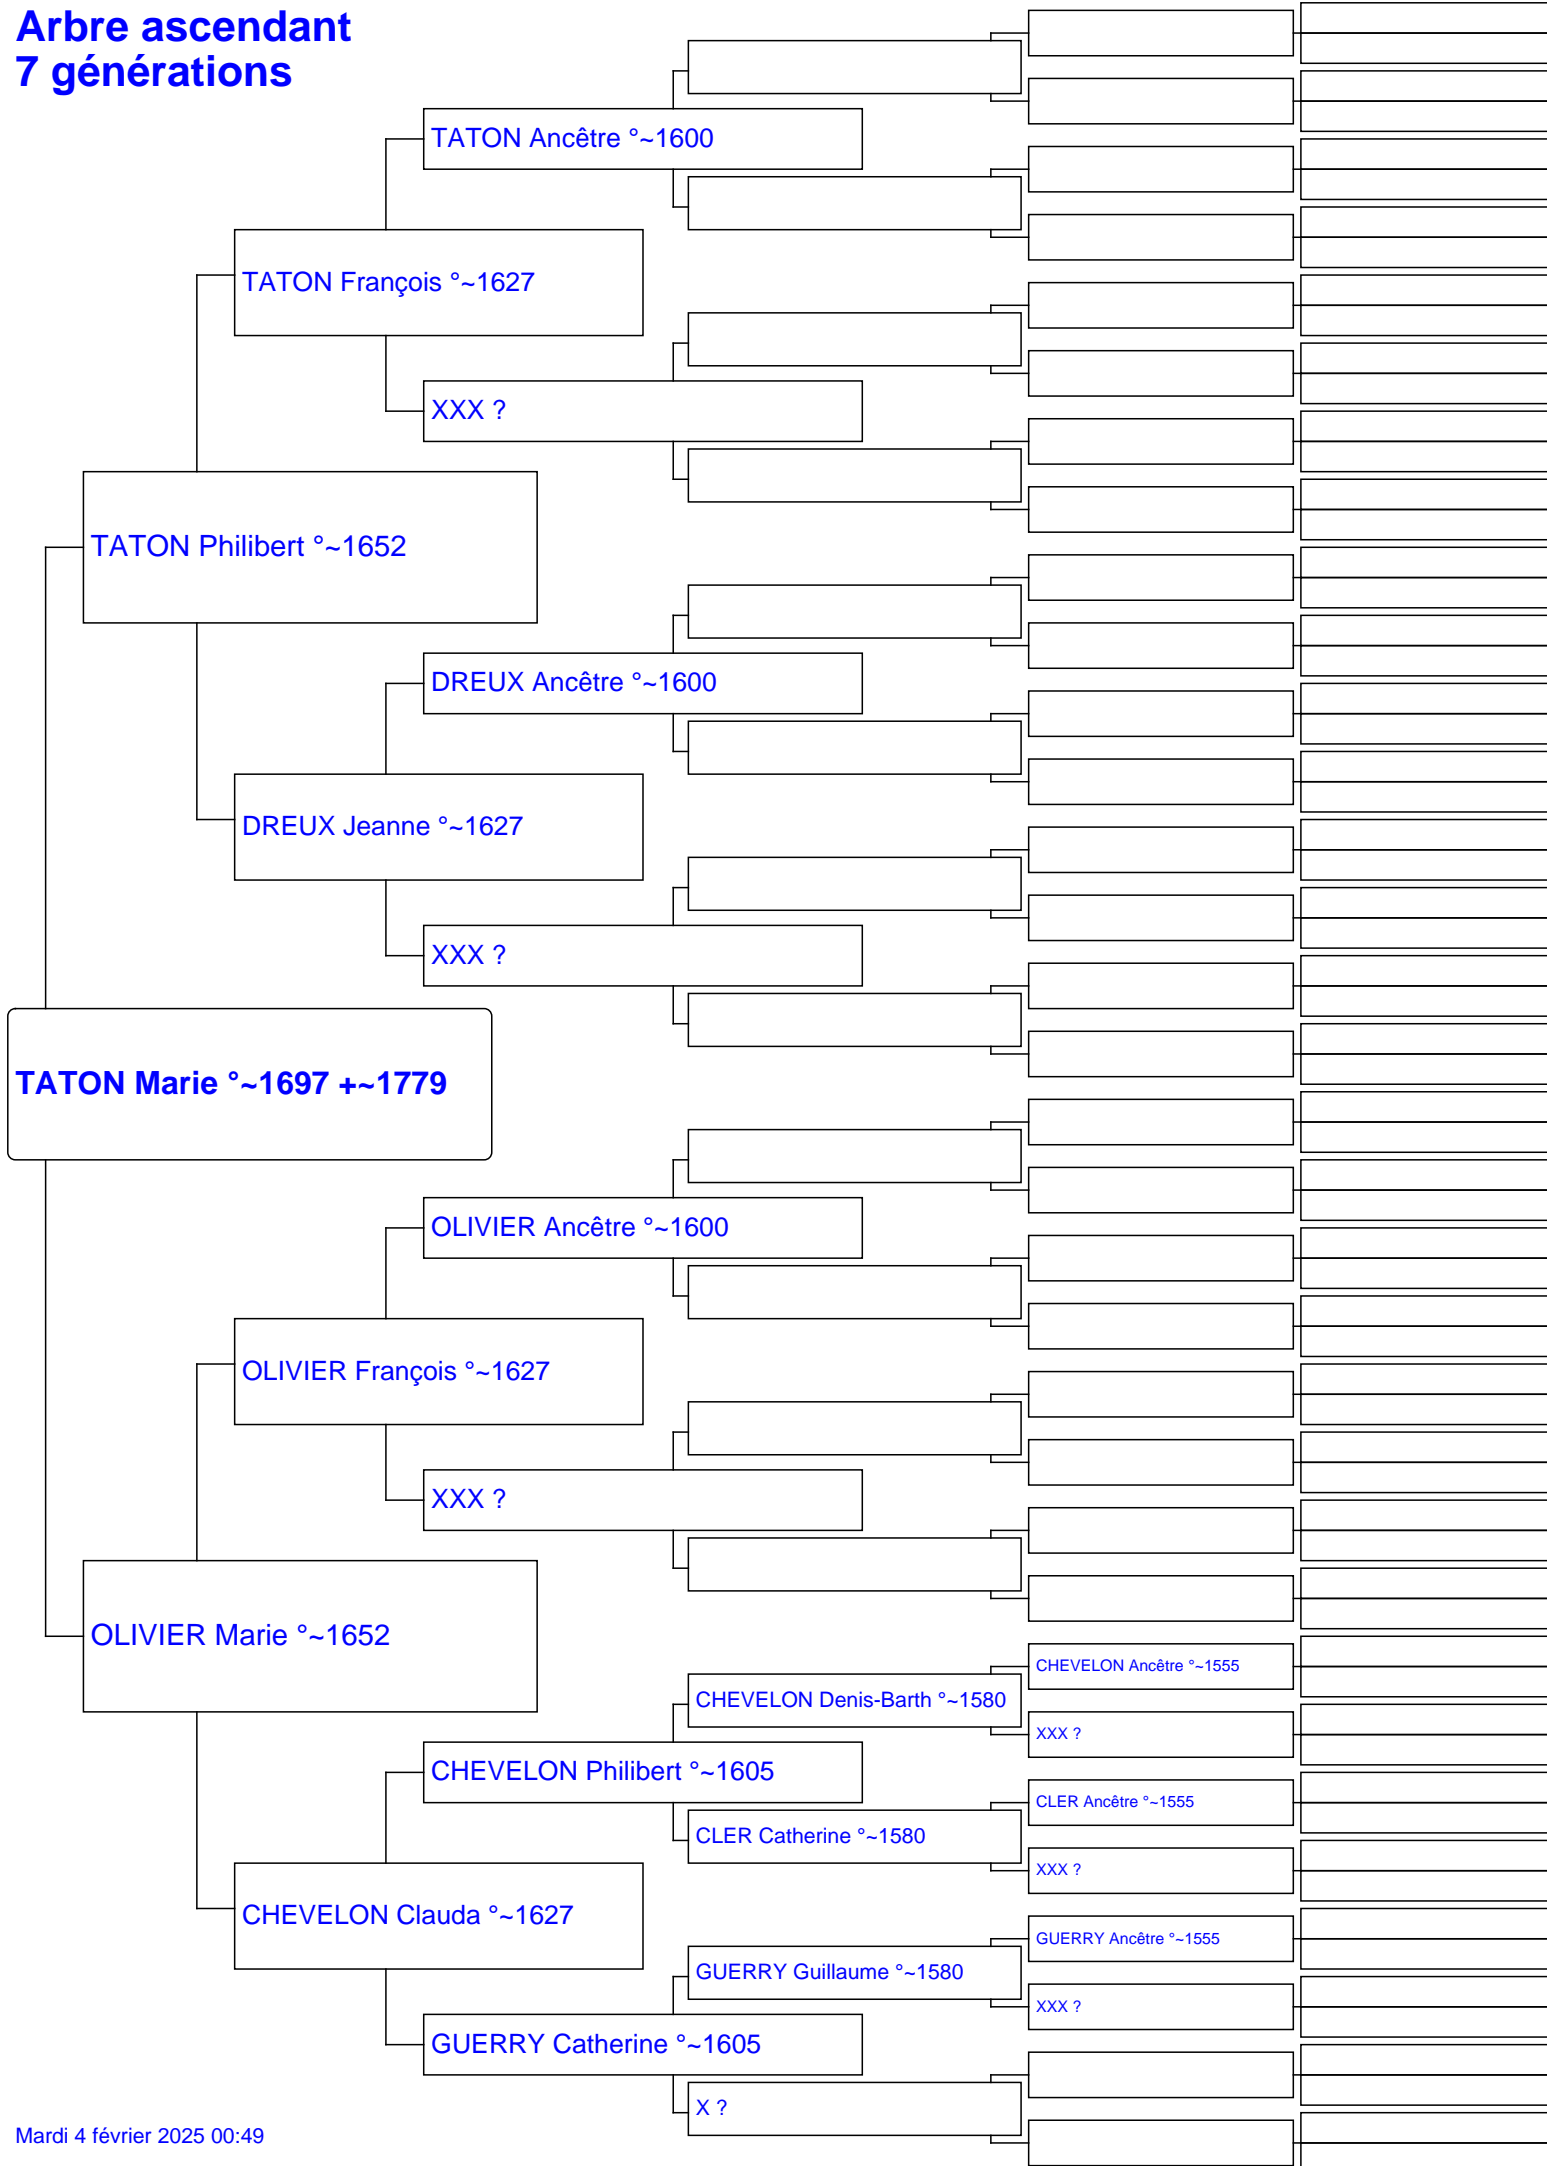 Arbre ascendant
7 générations
TATON Ancêtre °~1600
TATON François °~1627
XXX ?
TATON Philibert °~1652
DREUX Ancêtre °~1600
DREUX Jeanne °~1627
XXX ?
TATON Marie °~1697 +~1779
OLIVIER Ancêtre °~1600
OLIVIER François °~1627
XXX ?
OLIVIER Marie °~1652
CHEVELON Ancêtre °~1555
CHEVELON Denis-Barth °~1580
XXX ?
CHEVELON Philibert °~1605
CLER Ancêtre °~1555
CLER Catherine °~1580
XXX ?
CHEVELON Clauda °~1627
GUERRY Ancêtre °~1555
GUERRY Guillaume °~1580
XXX ?
GUERRY Catherine °~1605
X ?
Mardi 4 février 2025 00:49